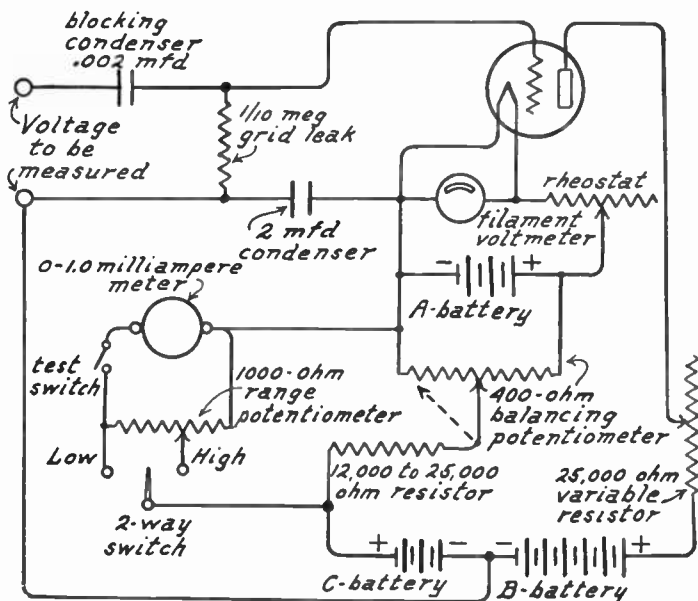 blocking
condenser
.002 mfd
Voltage
to be
measured
1/10 meg
grid leak
2 mfd
condenser
rheostat
filament
voltmeter
0-1.0 milliampere
meter
- +
A-battery
test
switch
1000-ohm
range
potentiometer
400-ohm
balancing
potentiometer
Low
High
12,000 to 25,000
ohm resistor
25,000 ohm
variable
resistor
2-way
switch
+ - - +
C-battery
B-battery